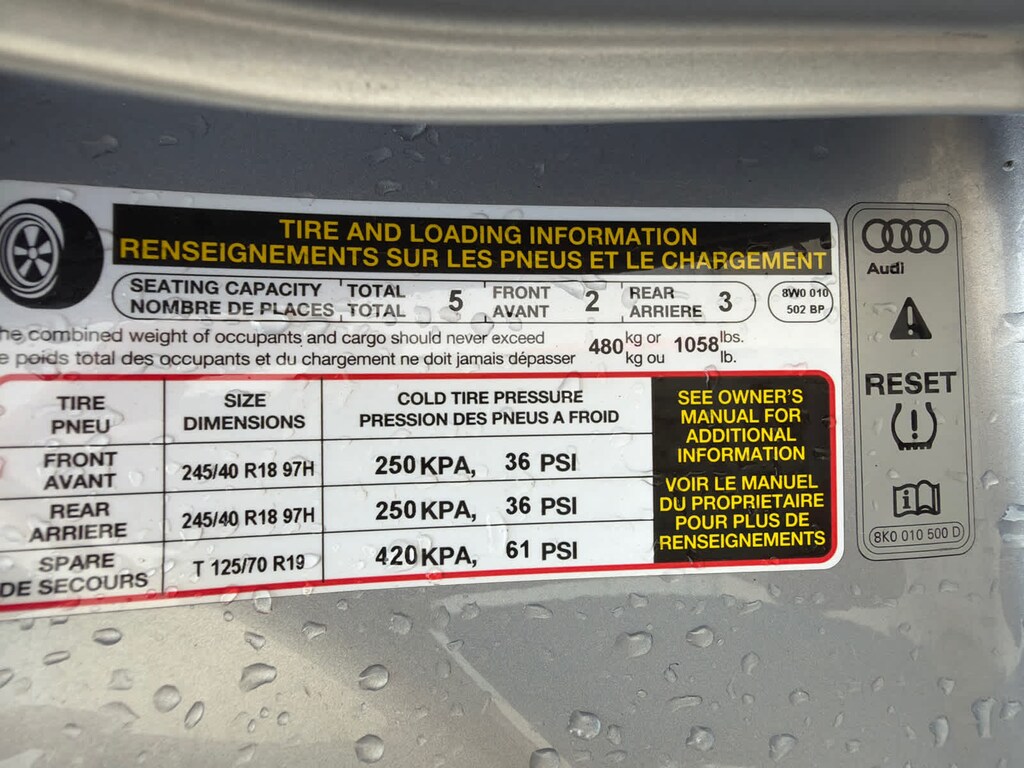 TIRE AND LOADING INFORMATION
RENSEIGNEMENTS SUR LES PNEUS ET LE CHARGEMENT
SEATING CAPACITY TOTAL 5 FRONT 2 REAR 3
NOMBRE DE PLACES TOTAL AVANT ARRIERE
8W0 010
502 BP
he combined weight of occupants and cargo should never exceed 480 kg or 1058 lbs.
e poids total des occupants et du chargement ne doit jamais dépasser kg ou lb.
TIRE SIZE COLD TIRE PRESSURE
PNEU DIMENSIONS PRESSION DES PNEUS A FROID
FRONT
AVANT 245/40 R18 97H 250 KPA, 36 PSI
REAR
ARRIERE 245/40 R18 97H 250 KPA, 36 PSI
SPARE
DE SECOURS T 125/70 R19 420 KPA, 61 PSI
SEE OWNER'S
MANUAL FOR
ADDITIONAL
INFORMATION
VOIR LE MANUEL
DU PROPRIETAIRE
POUR PLUS DE
RENSEIGNEMENTS
Audi
RESET
8K0 010 500 D